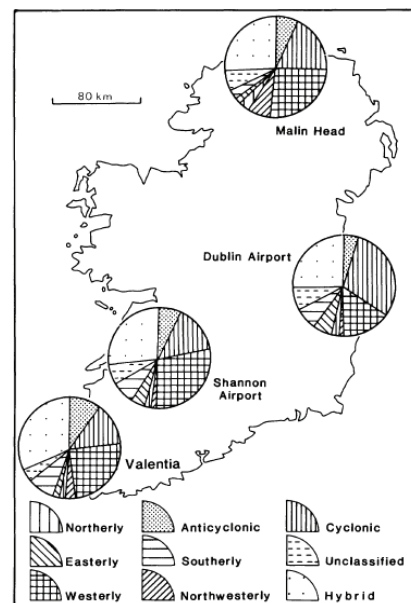 80 km
Malin Head
Dublin Airport
Shannon
Airport
Valentia
Northerly Anticyclonic Cyclonic
Easterly Southerly Unclassified
Westerly Northwesterly Hybrid